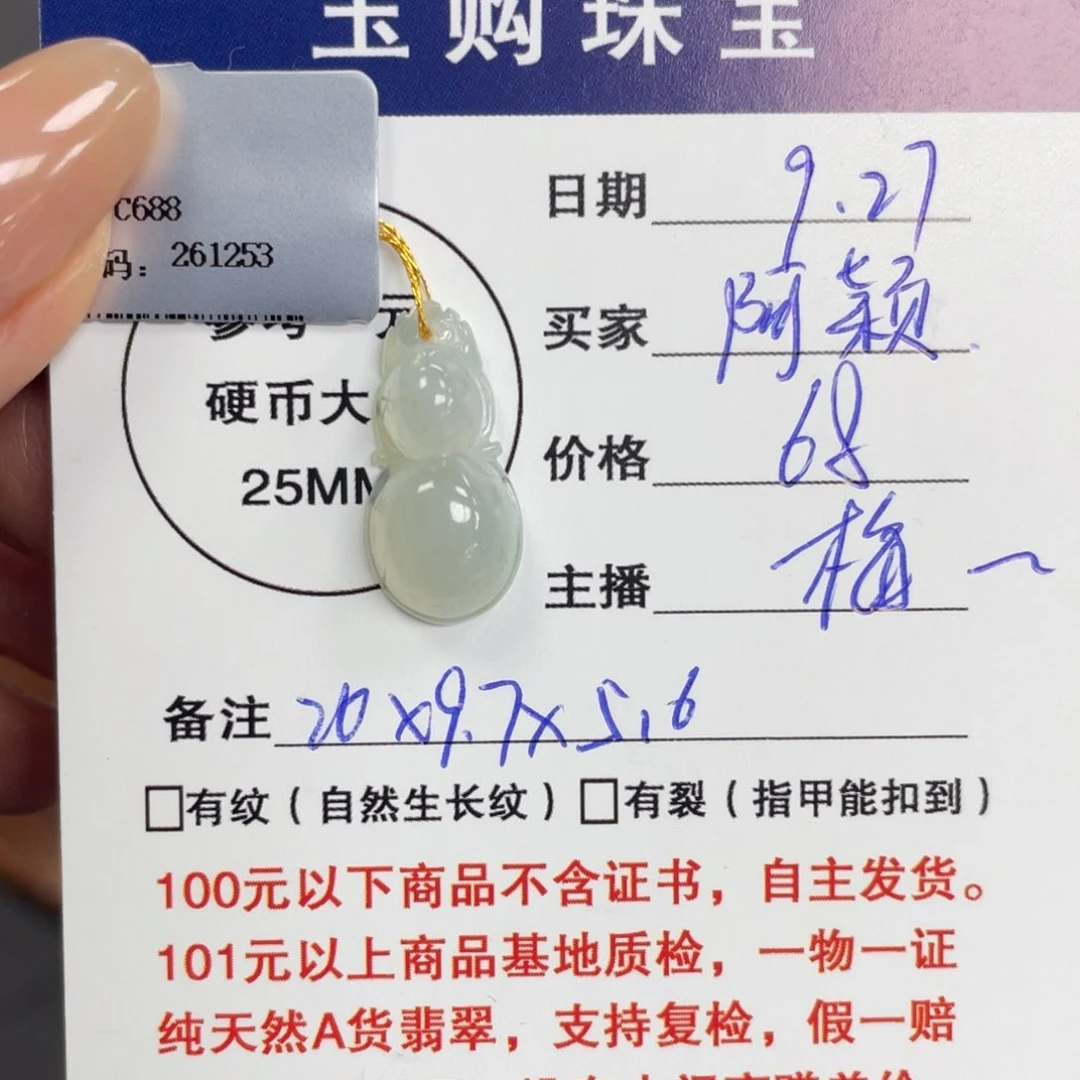 宝购珠宝
C688
码：261253
参考一元
硬币大
25MM
日期 9.27
买家 阿颖
价格 68
主播 梅
备注 20×9.7×5.6
□有纹（自然生长纹）□有裂（指甲能扣到）
100元以下商品不含证书，自主发货。
101元以上商品基地质检，一物一证
纯天然A货翡翠，支持复检，假一赔